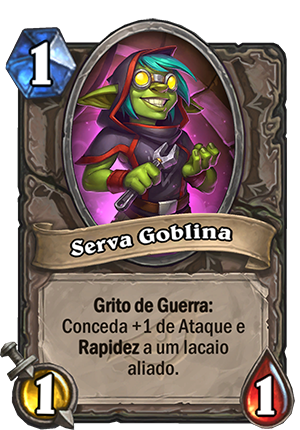 1
Serva Goblina
Grito de Guerra:
Conceda +1 de Ataque e
Rapidez a um lacaio
aliado.
1
1